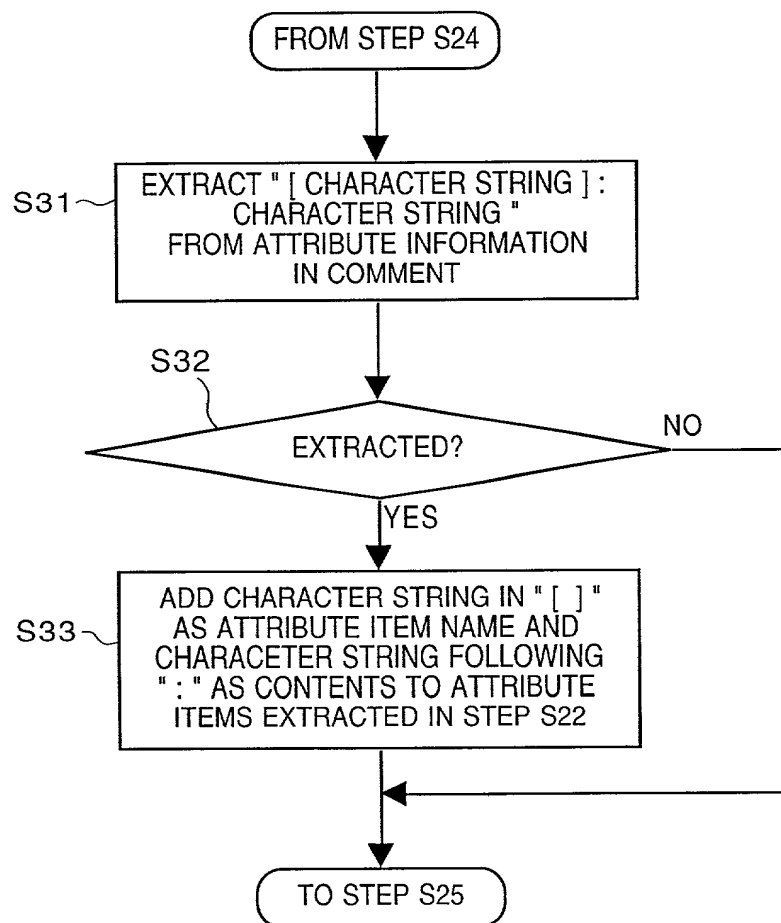 FROM STEP S24
S31
EXTRACT " [ CHARACTER STRING ] :
CHARACTER STRING "
FROM ATTRIBUTE INFORMATION
IN COMMENT
S32
EXTRACTED?
NO
YES
S33
ADD CHARACTER STRING IN " [ ] "
AS ATTRIBUTE ITEM NAME AND
CHARACETER STRING FOLLOWING
" : " AS CONTENTS TO ATTRIBUTE
ITEMS EXTRACTED IN STEP S22
TO STEP S25